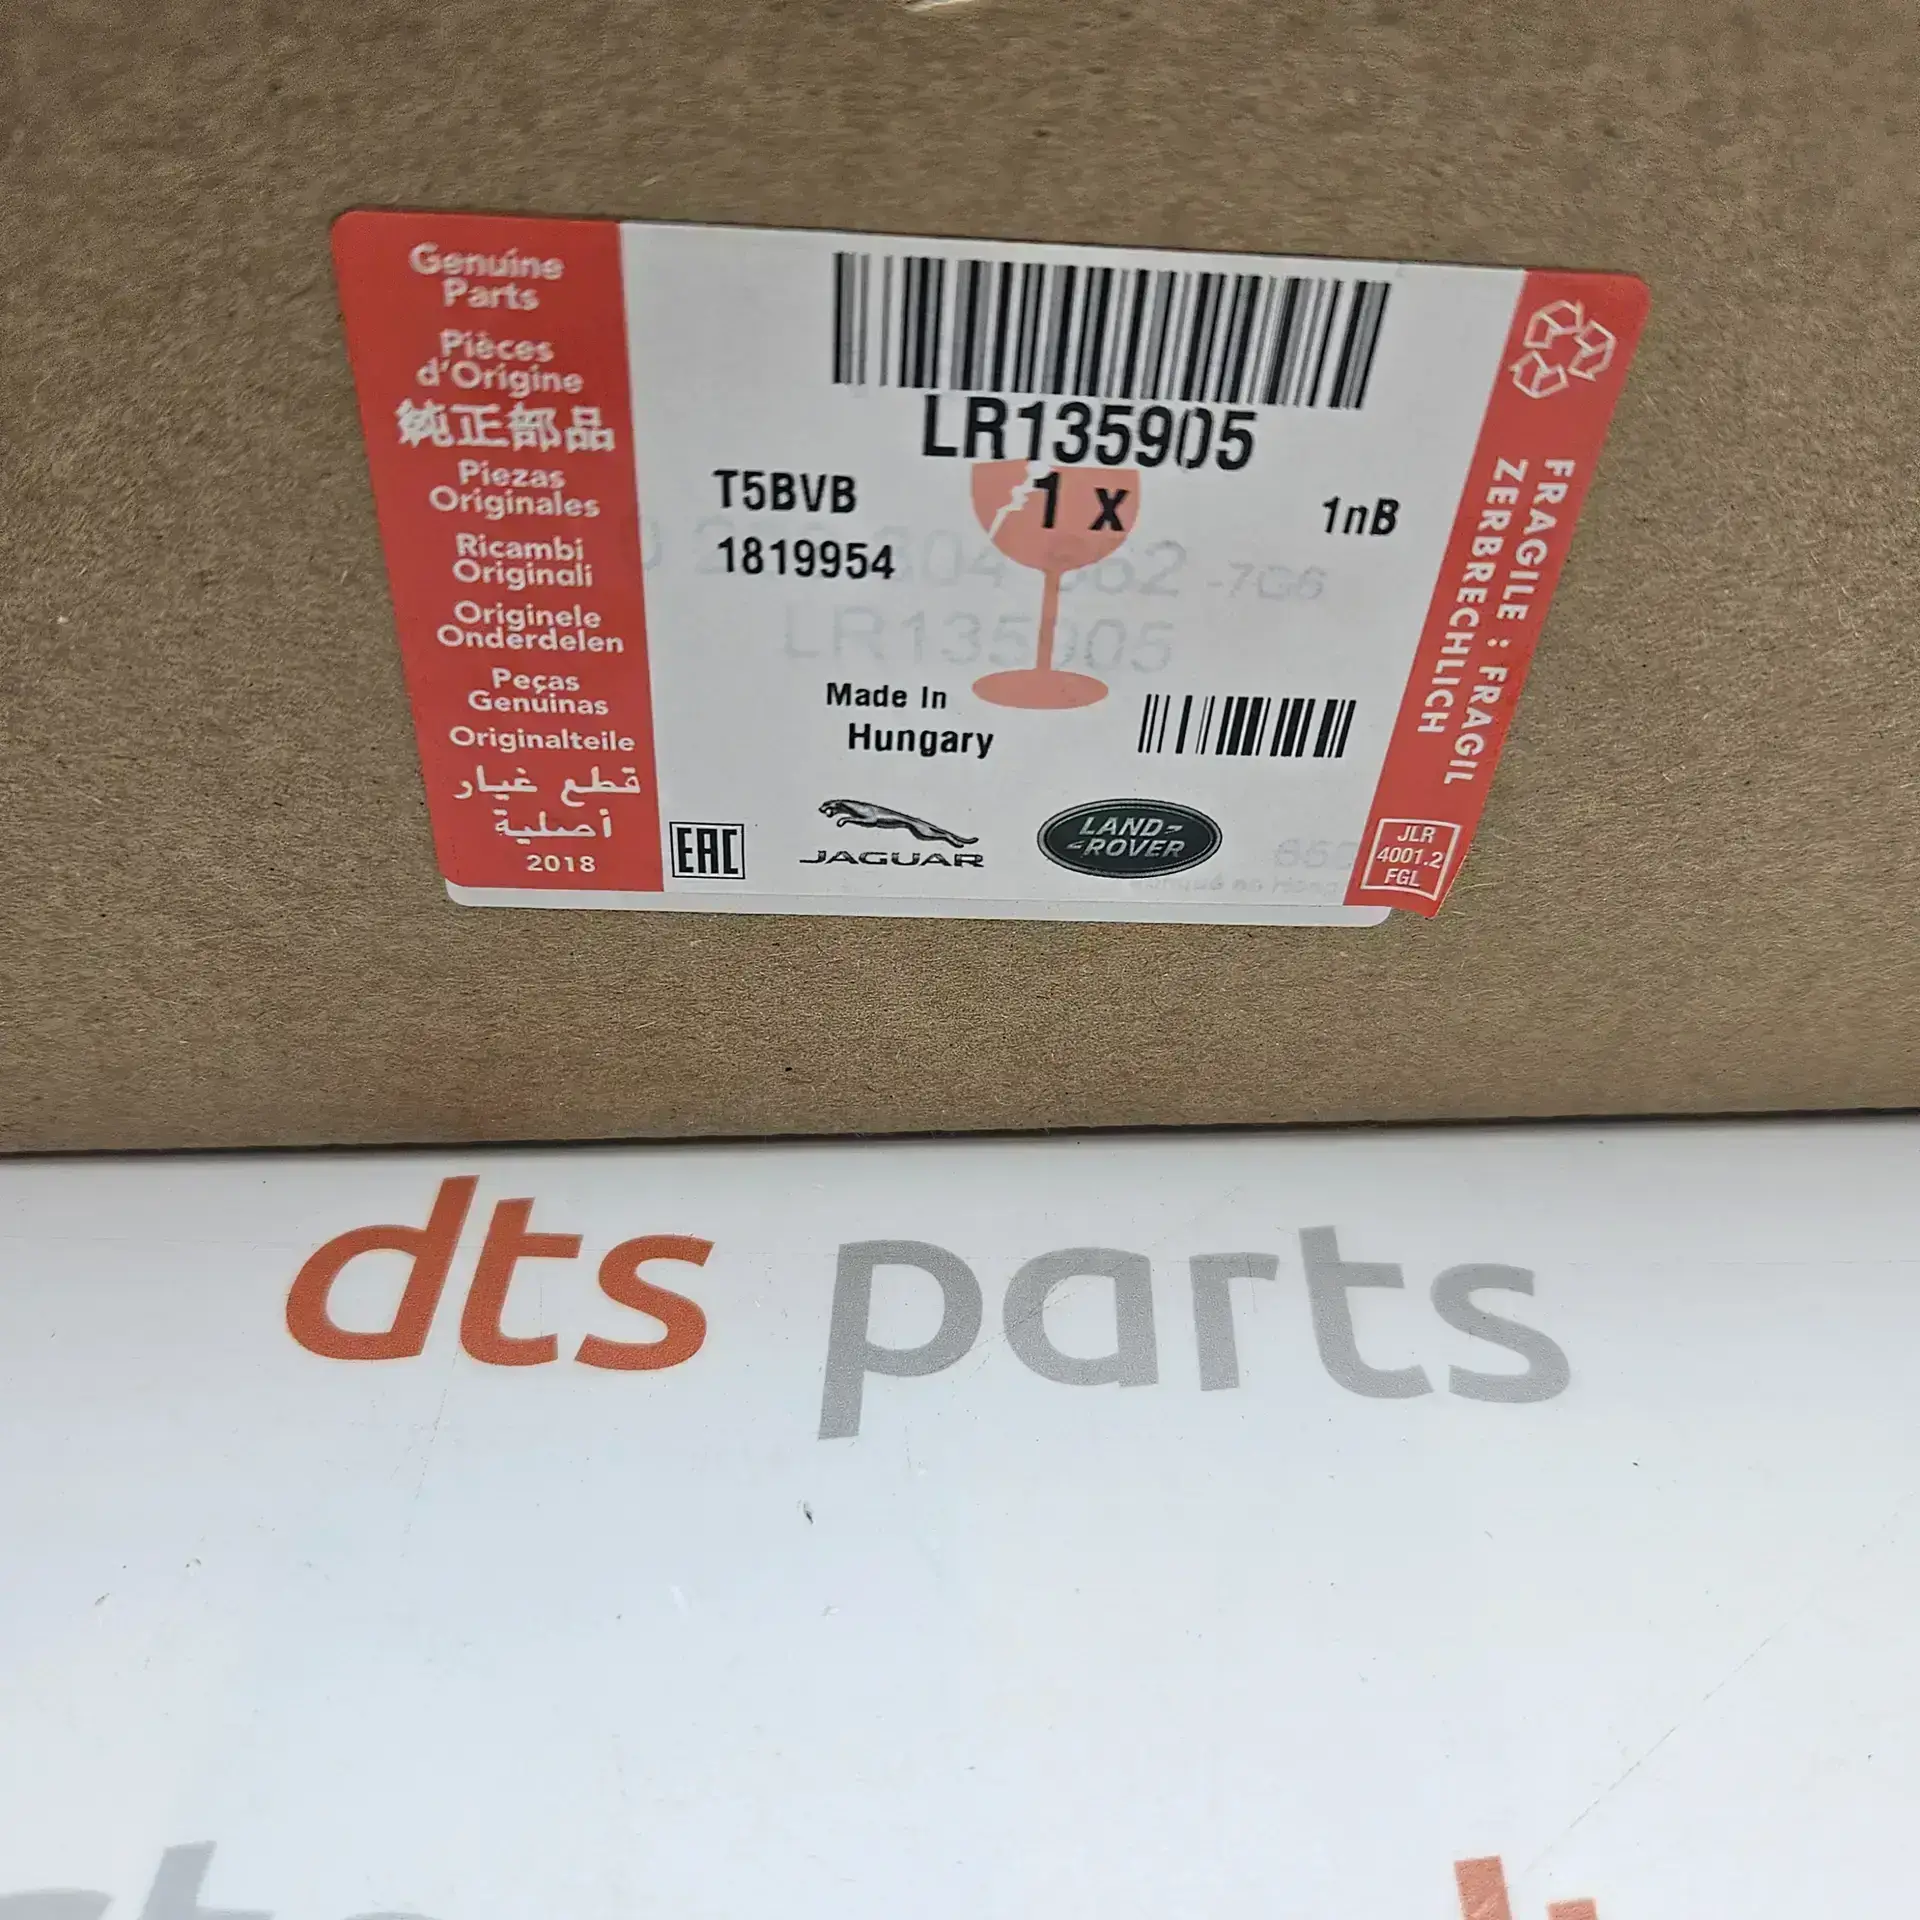 Genuine
Parts
Pièces
d'Origine
純正部品
Piezas
Originales
Ricambi
Originali
Originele
Onderdelen
Peças
Genuinas
Originalteile
قطع غيار
أصلية
2018
LR135905
T5BVB
1 x
1nB
1819954
LR135905
Made In
Hungary
EAC
JAGUAR
LAND-
-ROVER
FRAGILE : FRAGIL
ZERBRECHLICH
JLR
4001.2
FGL
dts parts